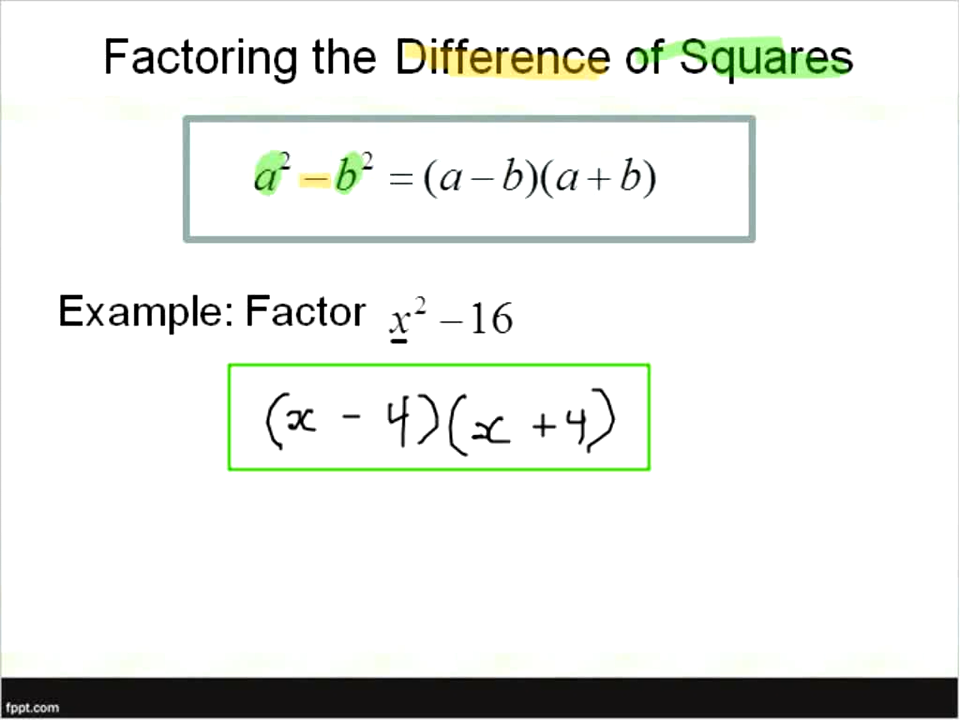 Factoring the Difference of Squares
a² – b² = (a – b)(a + b)
Example: Factor x² – 16
(x - 4)(x + 4)
fppt.com